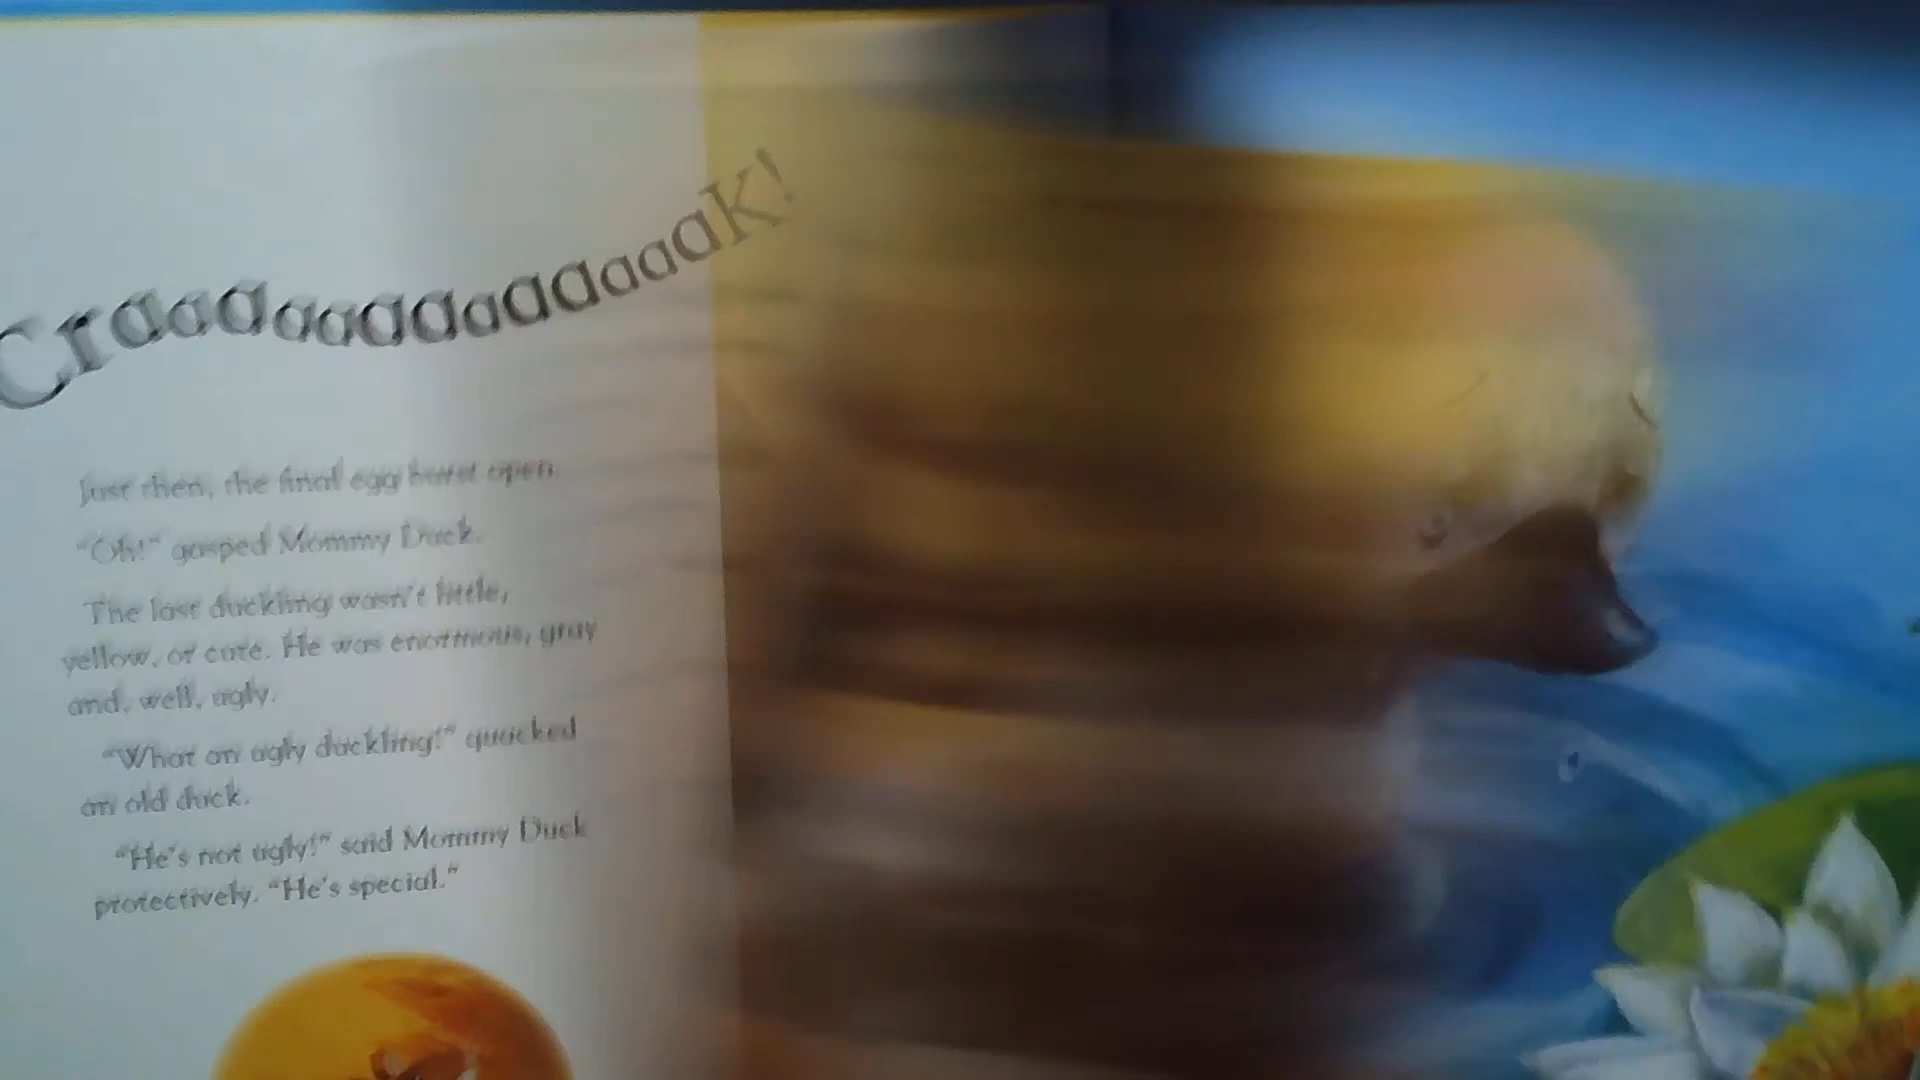 Craaaaaaaaaaaaaaak!
Just then, the final egg burst open.
"Oh!" gasped Mommy Duck.
The last duckling wasn't little,
yellow, or cute. He was enormous, gray
and, well, ugly.
"What an ugly duckling!" quacked
an old duck.
"He's not ugly!" said Mommy Duck
protectively. "He's special."